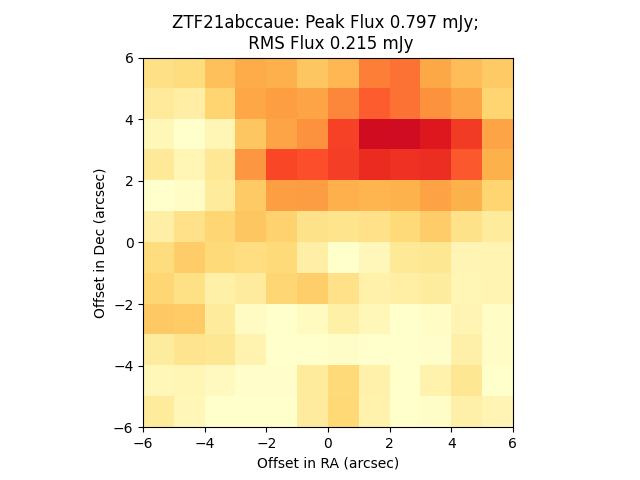 ZTF21abccaue: Peak Flux 0.797 mJy;
RMS Flux 0.215 mJy
6
4
2
0
−2
−4
−6
Offset in Dec (arcsec)
−6 −4 −2 0 2 4 6
Offset in RA (arcsec)